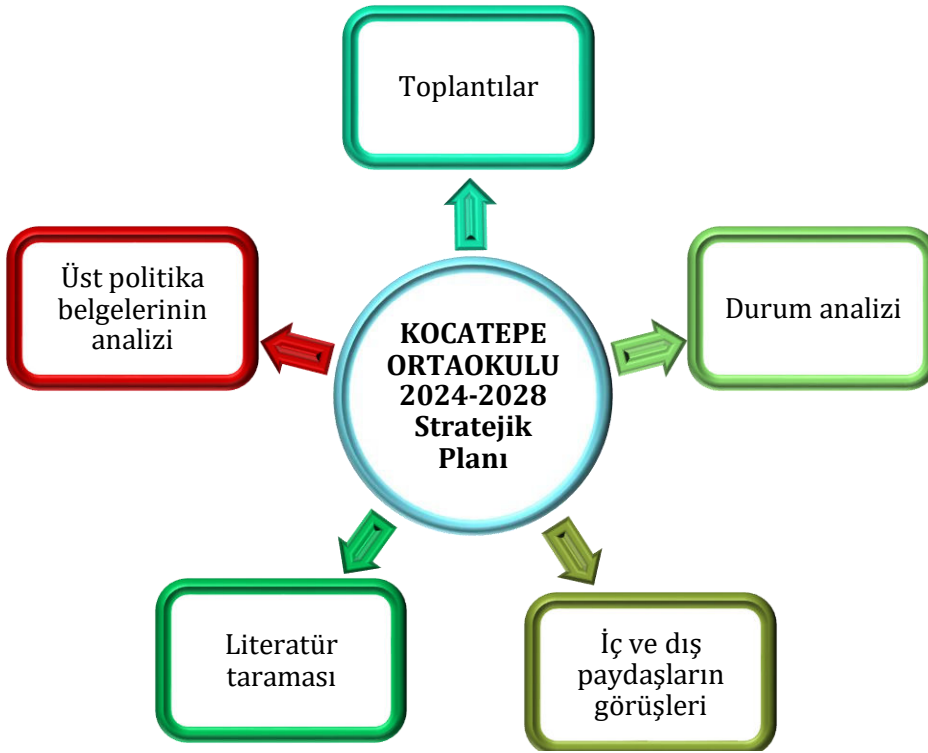 Toplantılar
Üst politika
belgelerinin
analizi
Durum analizi
KOCATEPE
ORTAOKULU
2024-2028
Stratejik
Planı
Literatür
taraması
İç ve dış
paydaşların
görüşleri